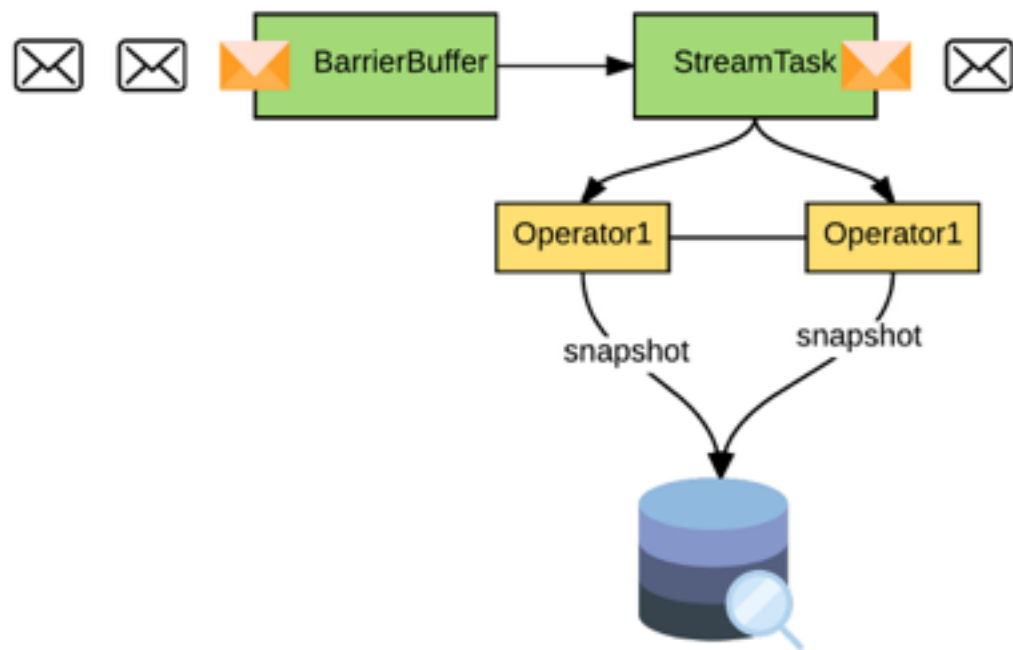 BarrierBuffer
StreamTask
Operator1
Operator1
snapshot
snapshot